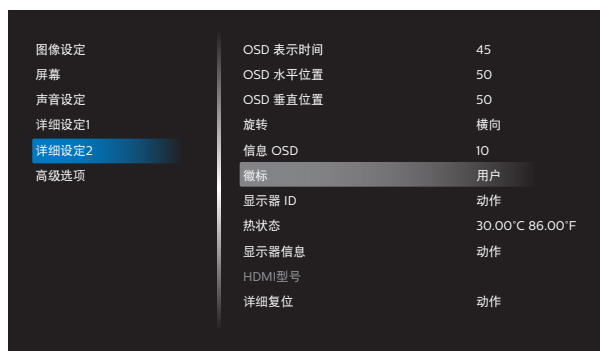 图像设定
屏幕
声音设定
详细设定1
详细设定2
高级选项
OSD 表示时间 45
OSD 水平位置 50
OSD 垂直位置 50
旋转 横向
信息 OSD 10
徽标 用户
显示器 ID 动作
热状态 30.00°C 86.00°F
显示器信息 动作
HDMI型号
详细复位 动作